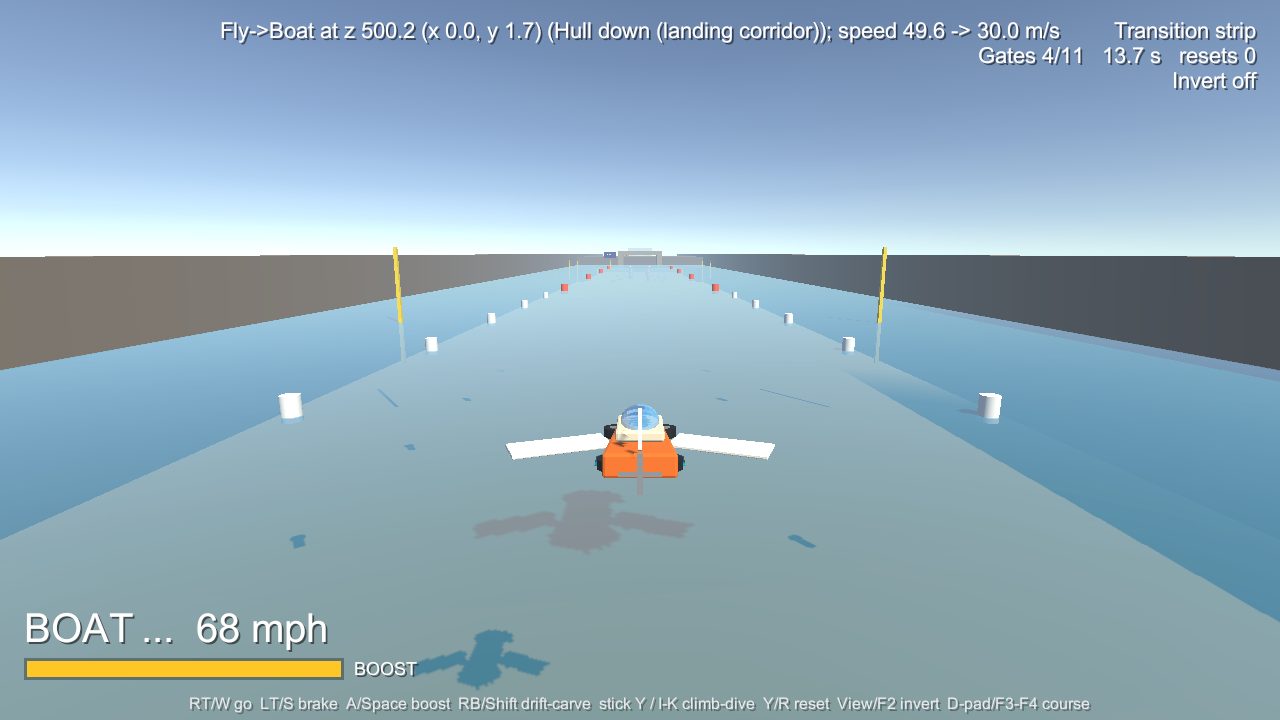 Fly->Boat at z 500.2 (x 0.0, y 1.7) (Hull down (landing corridor)); speed 49.6 -> 30.0 m/s Transition strip
Gates 4/11 13.7 s resets 0
Invert off
BOAT ... 68 mph
BOOST
RT/W go LT/S brake A/Space boost RB/Shift drift-carve stick Y / I-K climb-dive Y/R reset View/F2 invert D-pad/F3-F4 course